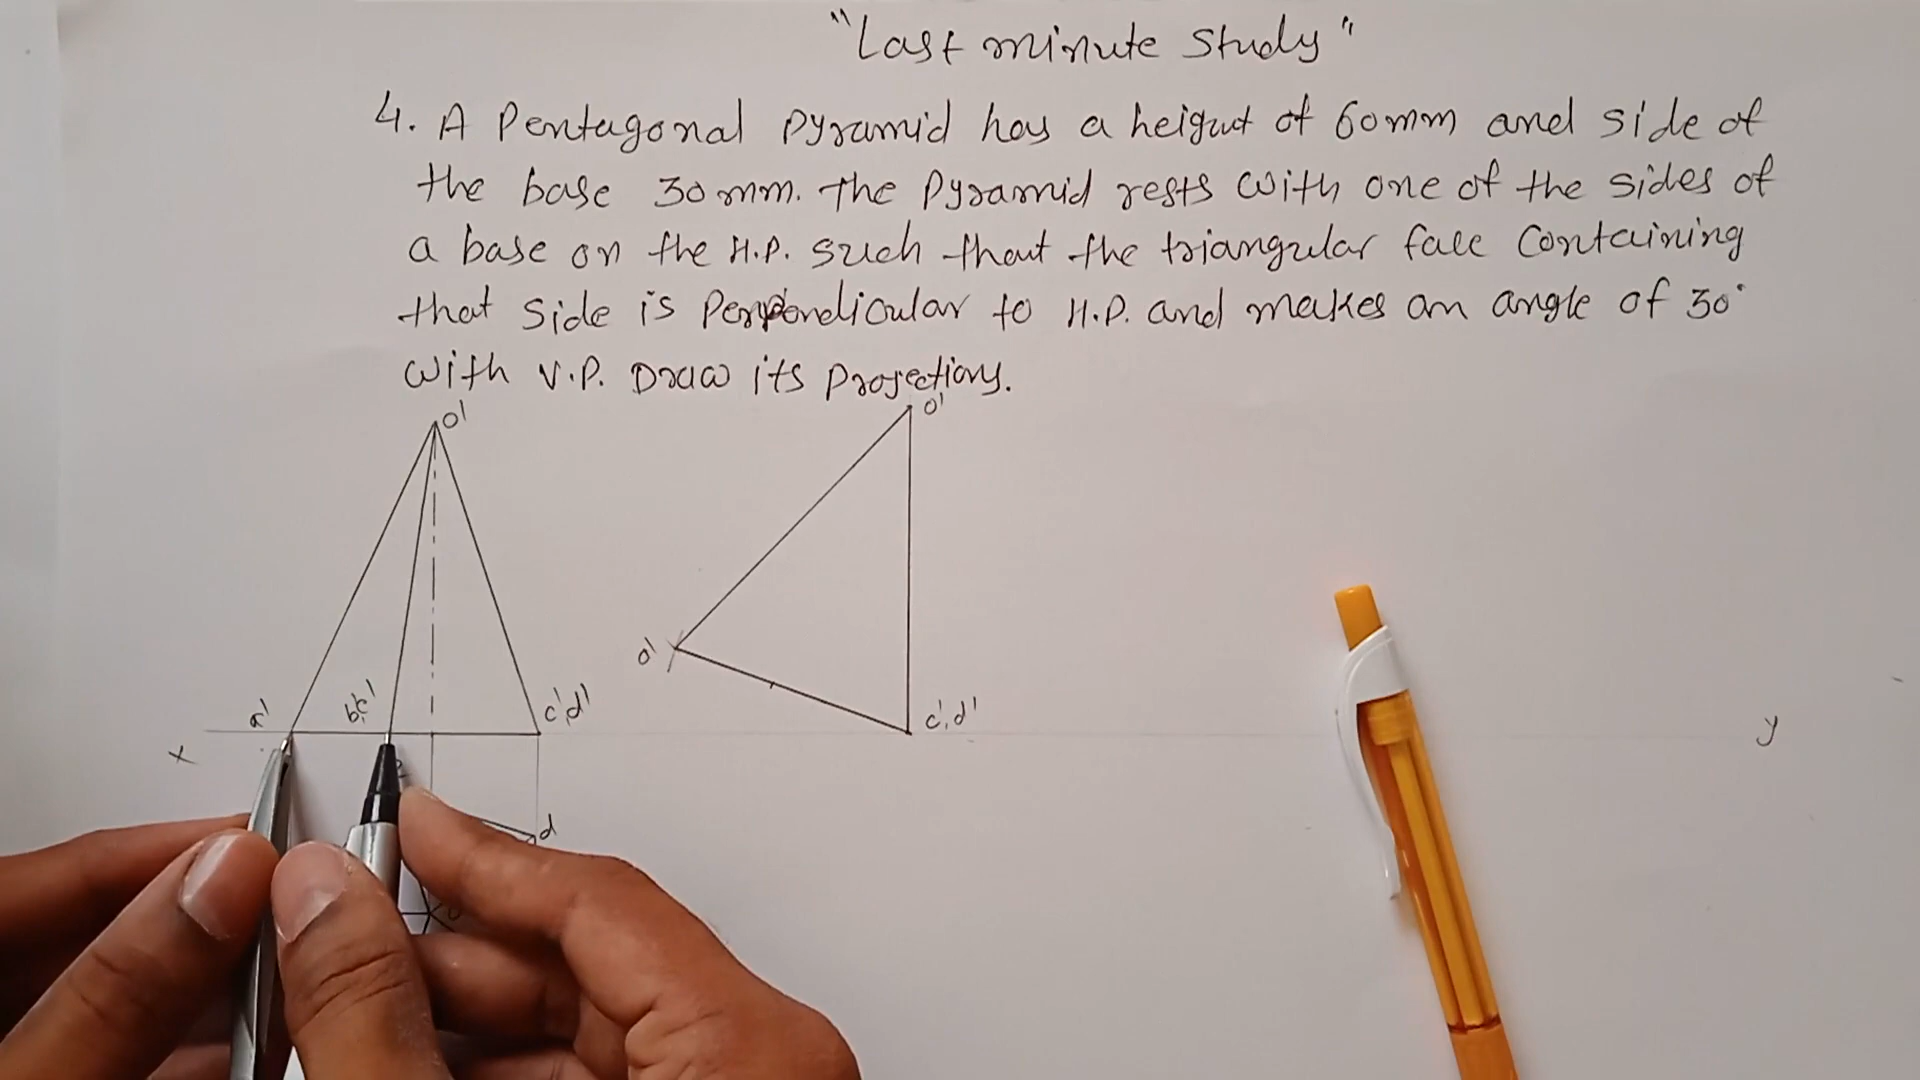 "Last minute study"
4. A Pentagonal pyramid has a height of 60mm and side of
the base 30mm. The pyramid rests with one of the sides of
a base on the H.P. such that the triangular face containing
that side is Perpendicular to H.P. and makes an angle of 30°
with V.P. Draw its projections.
o' o'
a' b',e' c',d' a' c',d'
x y
d